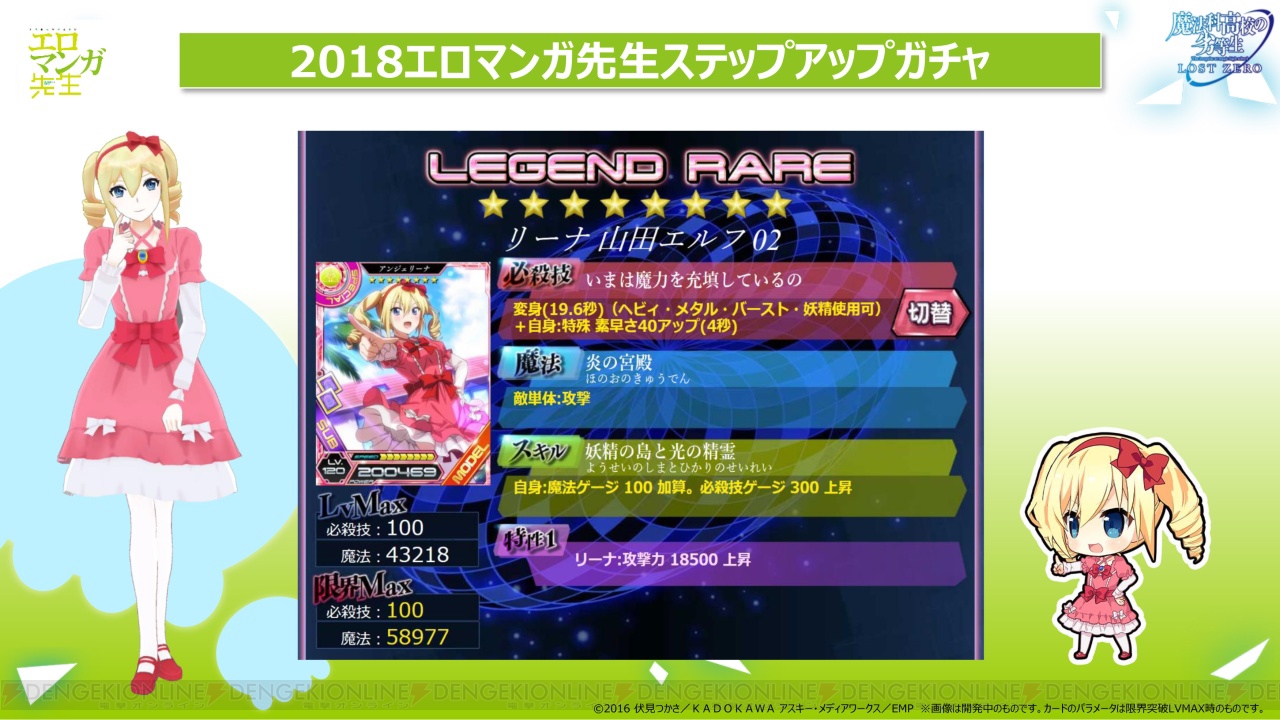 エロ
マンガ
先生
2018エロマンガ先生ステップアップガチャ
魔法科高校の
劣等生
LOST ZERO
LEGEND RARE
リーナ 山田エルフ 02
アンジェリーナ
SPECIAL
SUP
LV.
120
SPEED
200469
MODEL
必殺技
いまは魔力を充填しているの
変身(19.6秒)（ヘビィ・メタル・バースト・妖精使用可）
＋自身:特殊 素早さ40アップ(4秒)
切替
魔法
炎の宮殿
ほのおのきゅうでん
敵単体:攻撃
スキル
妖精の島と光の精霊
ようせいのしまとひかりのせいれい
自身:魔法ゲージ 100 加算。必殺技ゲージ 300 上昇
特性1
リーナ:攻撃力 18500 上昇
LvMax
必殺技：100
魔法：43218
限界Max
必殺技：100
魔法：58977
DENGEKIONLINE DENGEKIONLINE DENGEKIONLINE DENGEKIONLINE DENGEKIONLINE DENGEKIONLINE
©2016 伏見つかさ／ＫＡＤＯＫＡＷＡ アスキー・メディアワークス／EMP ※画像は開発中のものです。カードのパラメータは限界突破LVMAX時のものです。